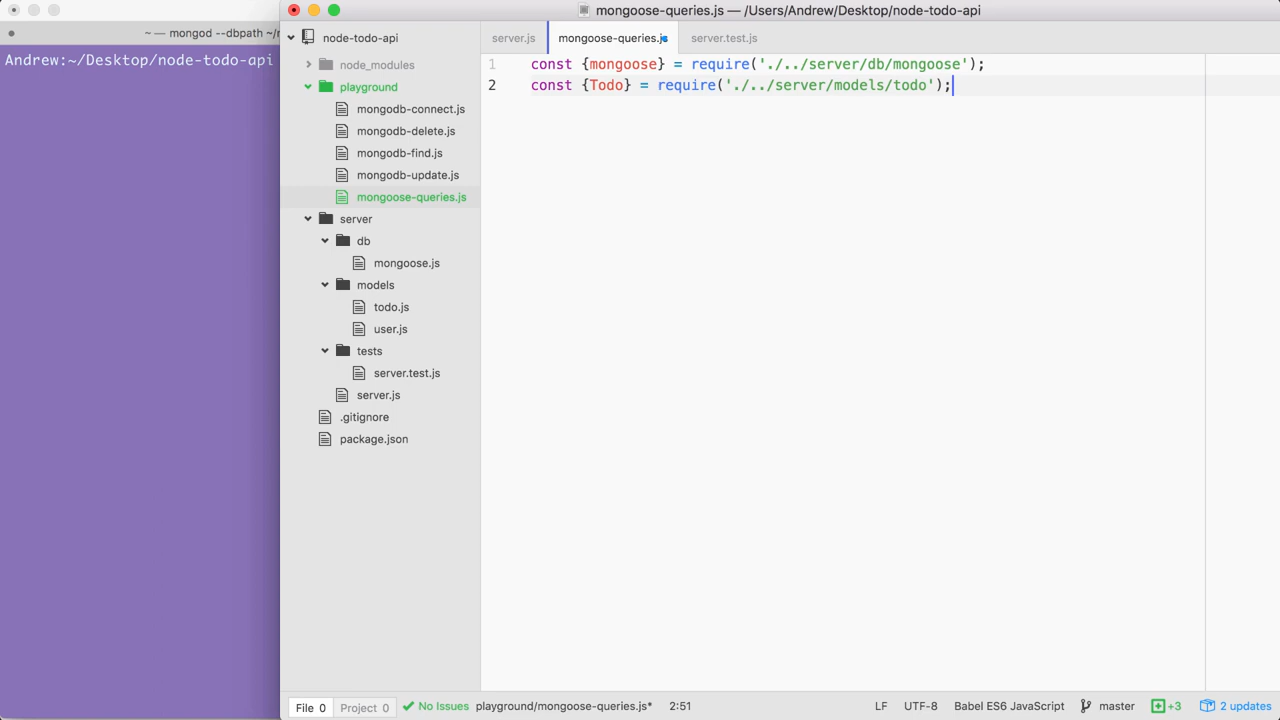 mongoose-queries.js — /Users/Andrew/Desktop/node-todo-api
~ — mongod --dbpath ~/
Andrew:~/Desktop/node-todo-api
node-todo-api
node_modules
playground
mongodb-connect.js
mongodb-delete.js
mongodb-find.js
mongodb-update.js
mongoose-queries.js
server
db
mongoose.js
models
todo.js
user.js
tests
server.test.js
server.js
.gitignore
package.json
server.js mongoose-queries.js server.test.js
1 const {mongoose} = require('./../server/db/mongoose');
2 const {Todo} = require('./../server/models/todo');
File 0 Project 0 No Issues playground/mongoose-queries.js* 2:51 LF UTF-8 Babel ES6 JavaScript master +3 2 updates